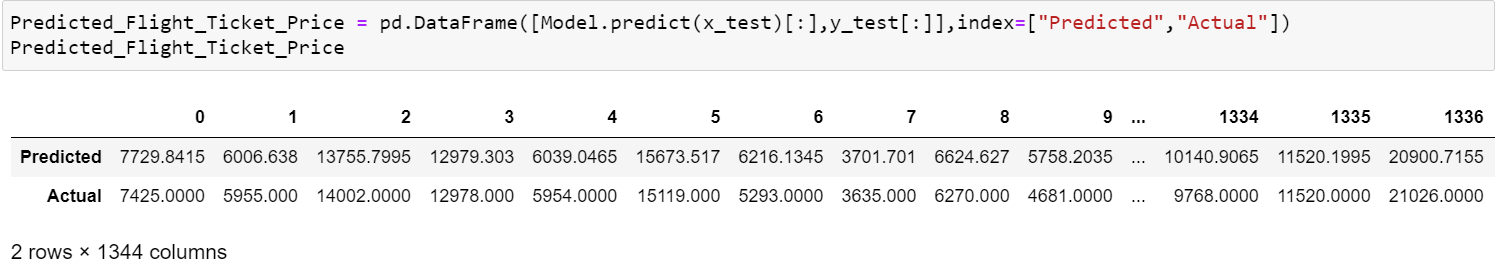 Predicted_Flight_Ticket_Price = pd.DataFrame([Model.predict(x_test)[:],y_test[:]],index=["Predicted","Actual"])
Predicted_Flight_Ticket_Price
0 1 2 3 4 5 6 7 8 9 ... 1334 1335 1336
Predicted 7729.8415 6006.638 13755.7995 12979.303 6039.0465 15673.517 6216.1345 3701.701 6624.627 5758.2035 ... 10140.9065 11520.1995 20900.7155
Actual 7425.0000 5955.000 14002.0000 12978.000 5954.0000 15119.000 5293.0000 3635.000 6270.000 4681.0000 ... 9768.0000 11520.0000 21026.0000
2 rows × 1344 columns